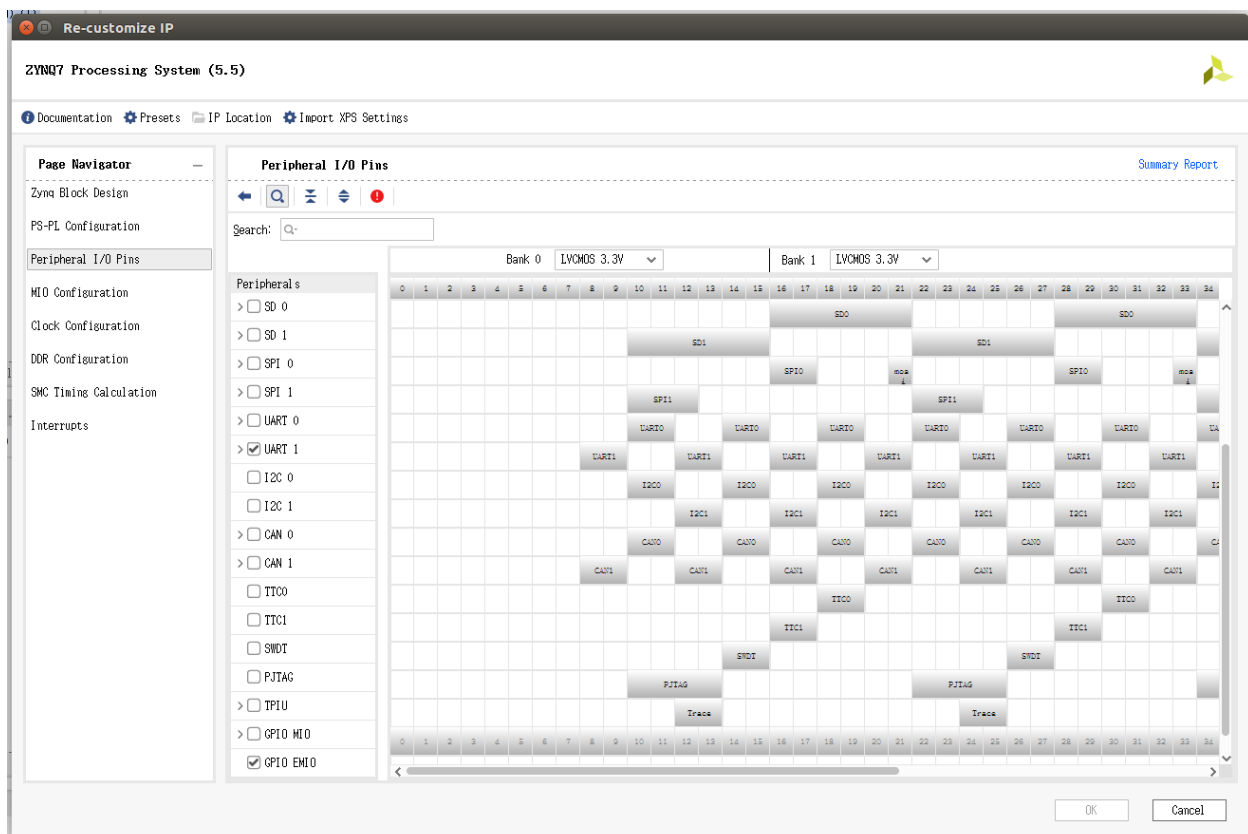 Re-customize IP
ZYNQ7 Processing System (5.5)
Documentation Presets IP Location Import XPS Settings
Page Navigator
Zynq Block Design
PS-PL Configuration
Peripheral I/O Pins
MIO Configuration
Clock Configuration
DDR Configuration
SMC Timing Calculation
Interrupts
Peripheral I/O Pins Summary Report
Search: Q-
Bank 0 LVCMOS 3.3V Bank 1 LVCMOS 3.3V
Peripherals 0 1 2 3 4 5 6 7 8 9 10 11 12 13 14 15 16 17 18 19 20 21 22 23 24 25 26 27 28 29 30 31 32 33 34
SD 0 SD0 SD0
SD 1 SD1 SD1
SPI 0 SPI0 mosi SPI0 mosi
SPI 1 SPI1 SPI1
UART 0 UART0 UART0 UART0 UART0 UART0 UART0 UA
UART 1 UART1 UART1 UART1 UART1 UART1 UART1 UART1
I2C 0 I2C0 I2C0 I2C0 I2C0 I2C0 I2C0 I2
I2C 1 I2C1 I2C1 I2C1 I2C1 I2C1 I2C1
CAN 0 CAN0 CAN0 CAN0 CAN0 CAN0 CAN0 CA
CAN 1 CAN1 CAN1 CAN1 CAN1 CAN1 CAN1 CAN1
TTC0 TTC0 TTC0
TTC1 TTC1 TTC1
SWDT SWDT SWDT
PJTAG PJTAG PJTAG
TPIU Trace Trace
GPIO MIO 0 1 2 3 4 5 6 7 8 9 10 11 12 13 14 15 16 17 18 19 20 21 22 23 24 25 26 27 28 29 30 31 32 33 34
GPIO EMIO
OK Cancel